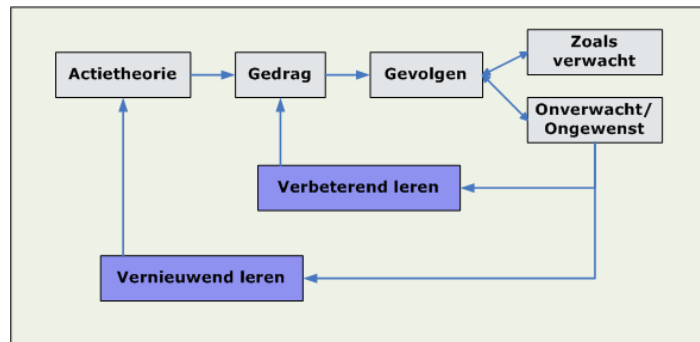 Actietheorie
Gedrag
Gevolgen
Zoals
verwacht
Onverwacht/
Ongewenst
Verbeterend leren
Vernieuwend leren